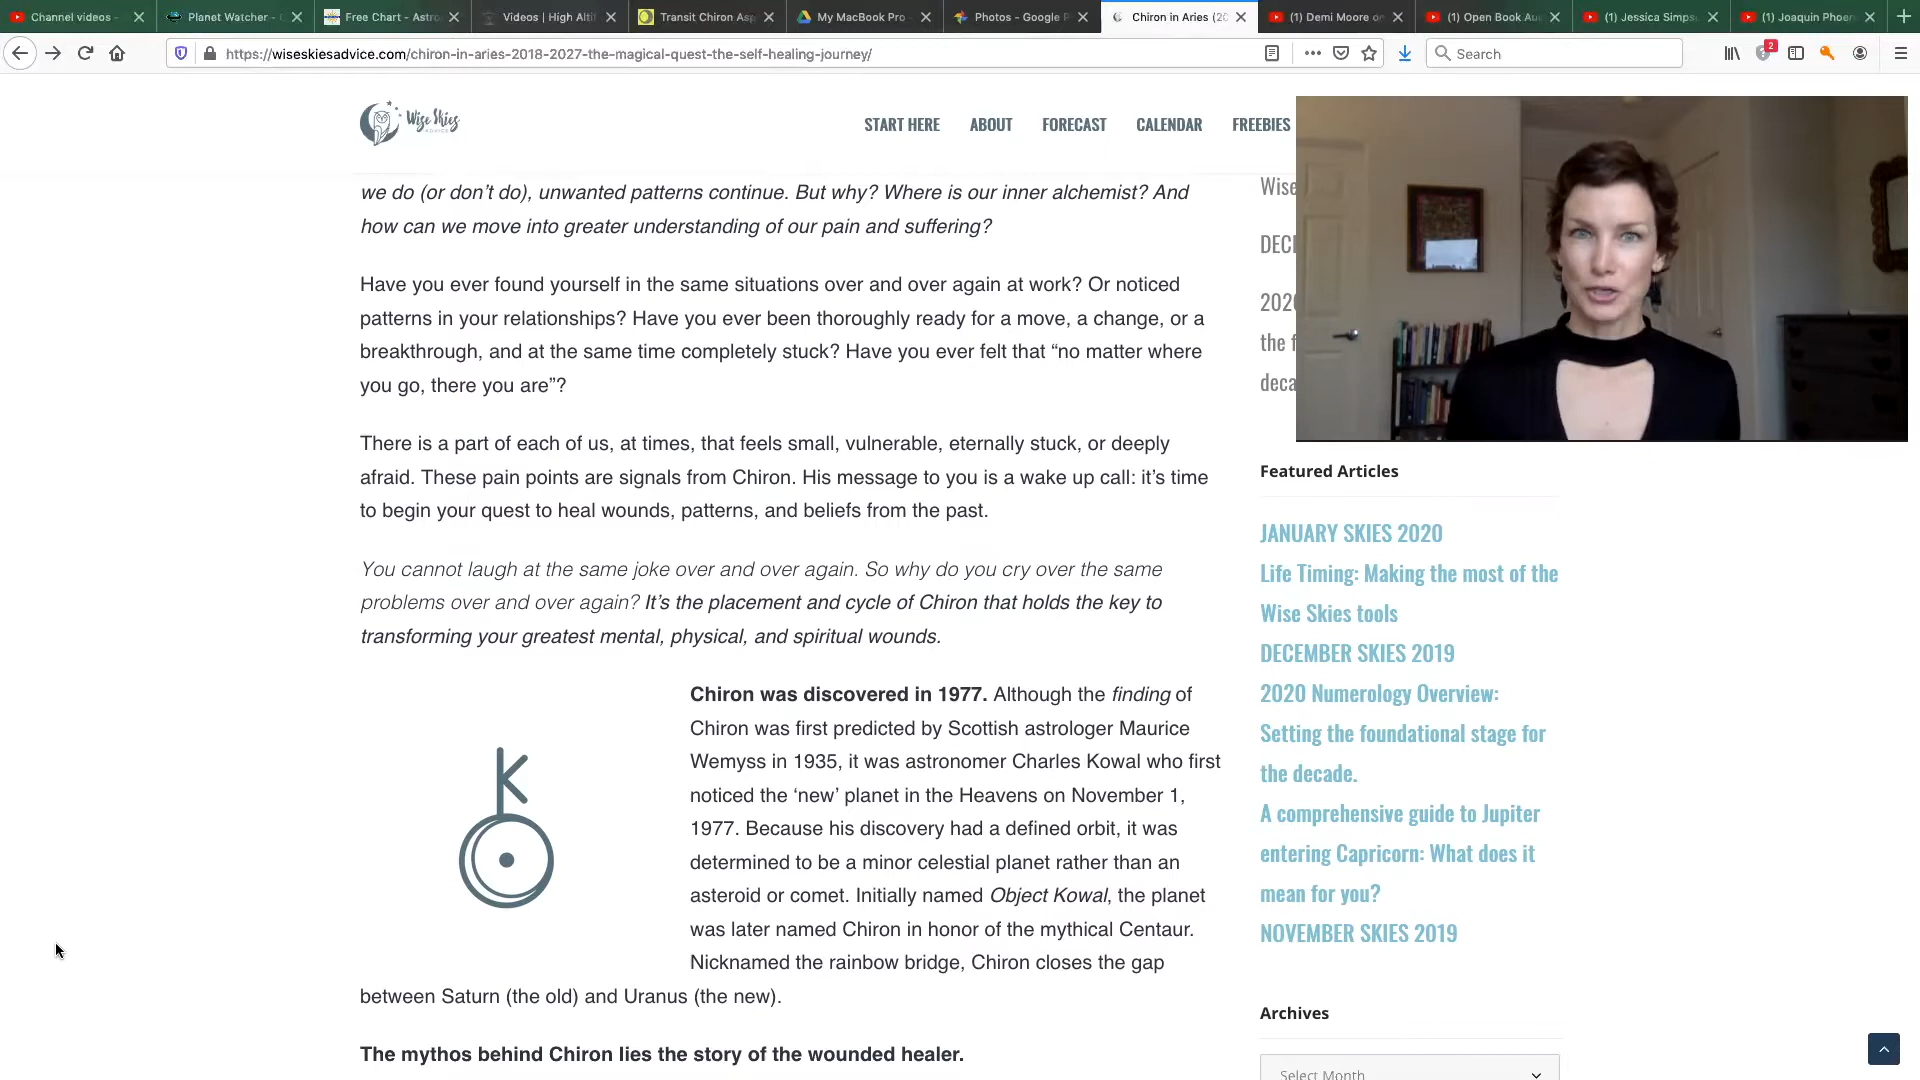 Channel videos -
Planet Watcher -
Free Chart - Astro
Videos | High Alti
Transit Chiron Asp
My MacBook Pro -
Photos - Google P
Chiron in Aries (20
(1) Demi Moore on
(1) Open Book Au
(1) Jessica Simps
(1) Joaquin Phoen
https://wiseskiesadvice.com/chiron-in-aries-2018-2027-the-magical-quest-the-self-healing-journey/
Search
2
Wise Skies
ADVICE
START HERE
ABOUT
FORECAST
CALENDAR
FREEBIES
we do (or don't do), unwanted patterns continue. But why? Where is our inner alchemist? And
how can we move into greater understanding of our pain and suffering?
Have you ever found yourself in the same situations over and over again at work? Or noticed
patterns in your relationships? Have you ever been thoroughly ready for a move, a change, or a
breakthrough, and at the same time completely stuck? Have you ever felt that “no matter where
you go, there you are”?
There is a part of each of us, at times, that feels small, vulnerable, eternally stuck, or deeply
afraid. These pain points are signals from Chiron. His message to you is a wake up call: it’s time
to begin your quest to heal wounds, patterns, and beliefs from the past.
You cannot laugh at the same joke over and over again. So why do you cry over the same
problems over and over again? It’s the placement and cycle of Chiron that holds the key to
transforming your greatest mental, physical, and spiritual wounds.
Chiron was discovered in 1977. Although the finding of
Chiron was first predicted by Scottish astrologer Maurice
Wemyss in 1935, it was astronomer Charles Kowal who first
noticed the ‘new’ planet in the Heavens on November 1,
1977. Because his discovery had a defined orbit, it was
determined to be a minor celestial planet rather than an
asteroid or comet. Initially named Object Kowal, the planet
was later named Chiron in honor of the mythical Centaur.
Nicknamed the rainbow bridge, Chiron closes the gap
between Saturn (the old) and Uranus (the new).
The mythos behind Chiron lies the story of the wounded healer.
Wise
DECE
2020
the f
deca
Featured Articles
JANUARY SKIES 2020
Life Timing: Making the most of the
Wise Skies tools
DECEMBER SKIES 2019
2020 Numerology Overview:
Setting the foundational stage for
the decade.
A comprehensive guide to Jupiter
entering Capricorn: What does it
mean for you?
NOVEMBER SKIES 2019
Archives
Select Month